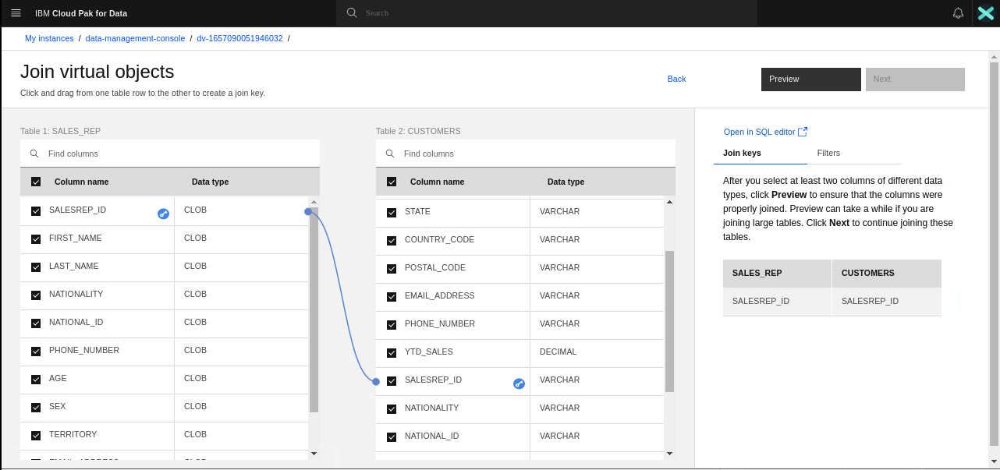 IBM Cloud Pak for Data
Search
My instances / data-management-console / dv-1657090051946032 /
Join virtual objects
Click and drag from one table row to the other to create a join key.
Back
Preview
Next
Table 1: SALES_REP
Find columns
Column name Data type
SALESREP_ID CLOB
FIRST_NAME CLOB
LAST_NAME CLOB
NATIONALITY CLOB
NATIONAL_ID CLOB
PHONE_NUMBER CLOB
AGE CLOB
SEX CLOB
TERRITORY CLOB
Table 2: CUSTOMERS
Find columns
Column name Data type
STATE VARCHAR
COUNTRY_CODE VARCHAR
POSTAL_CODE VARCHAR
EMAIL_ADDRESS VARCHAR
PHONE_NUMBER VARCHAR
YTD_SALES DECIMAL
SALESREP_ID VARCHAR
NATIONALITY VARCHAR
NATIONAL_ID VARCHAR
Open in SQL editor
Join keys Filters
After you select at least two columns of different data
types, click Preview to ensure that the columns were
properly joined. Preview can take a while if you are
joining large tables. Click Next to continue joining these
tables.
SALES_REP CUSTOMERS
SALESREP_ID SALESREP_ID